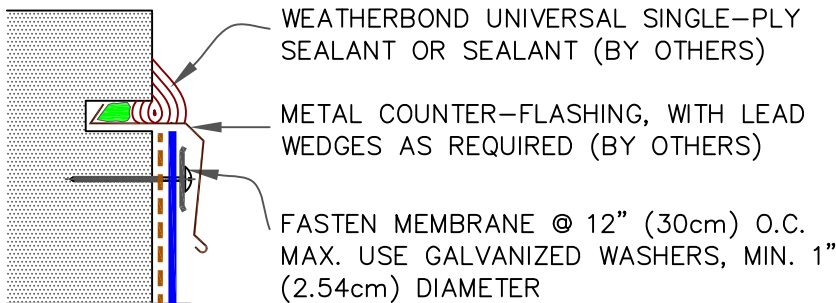 WEATHERBOND UNIVERSAL SINGLE-PLY
SEALANT OR SEALANT (BY OTHERS)
METAL COUNTER-FLASHING, WITH LEAD
WEDGES AS REQUIRED (BY OTHERS)
FASTEN MEMBRANE @ 12" (30cm) O.C.
MAX. USE GALVANIZED WASHERS, MIN. 1"
(2.54cm) DIAMETER